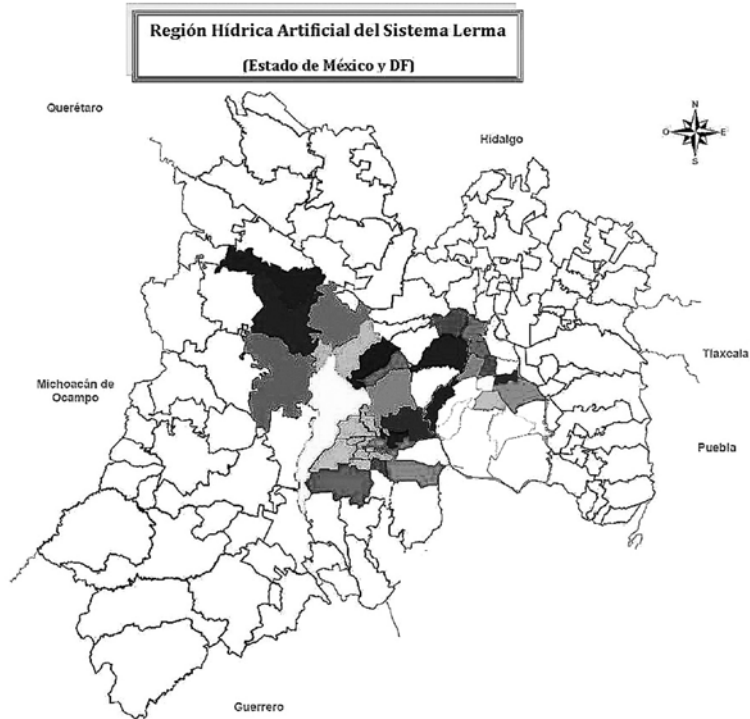 Región Hídrica Artificial del Sistema Lerma
(Estado de México y DF)
Querétaro
Hidalgo
N
O
E
S
Tlaxcala
Michoacán de
Ocampo
Puebla
Guerrero